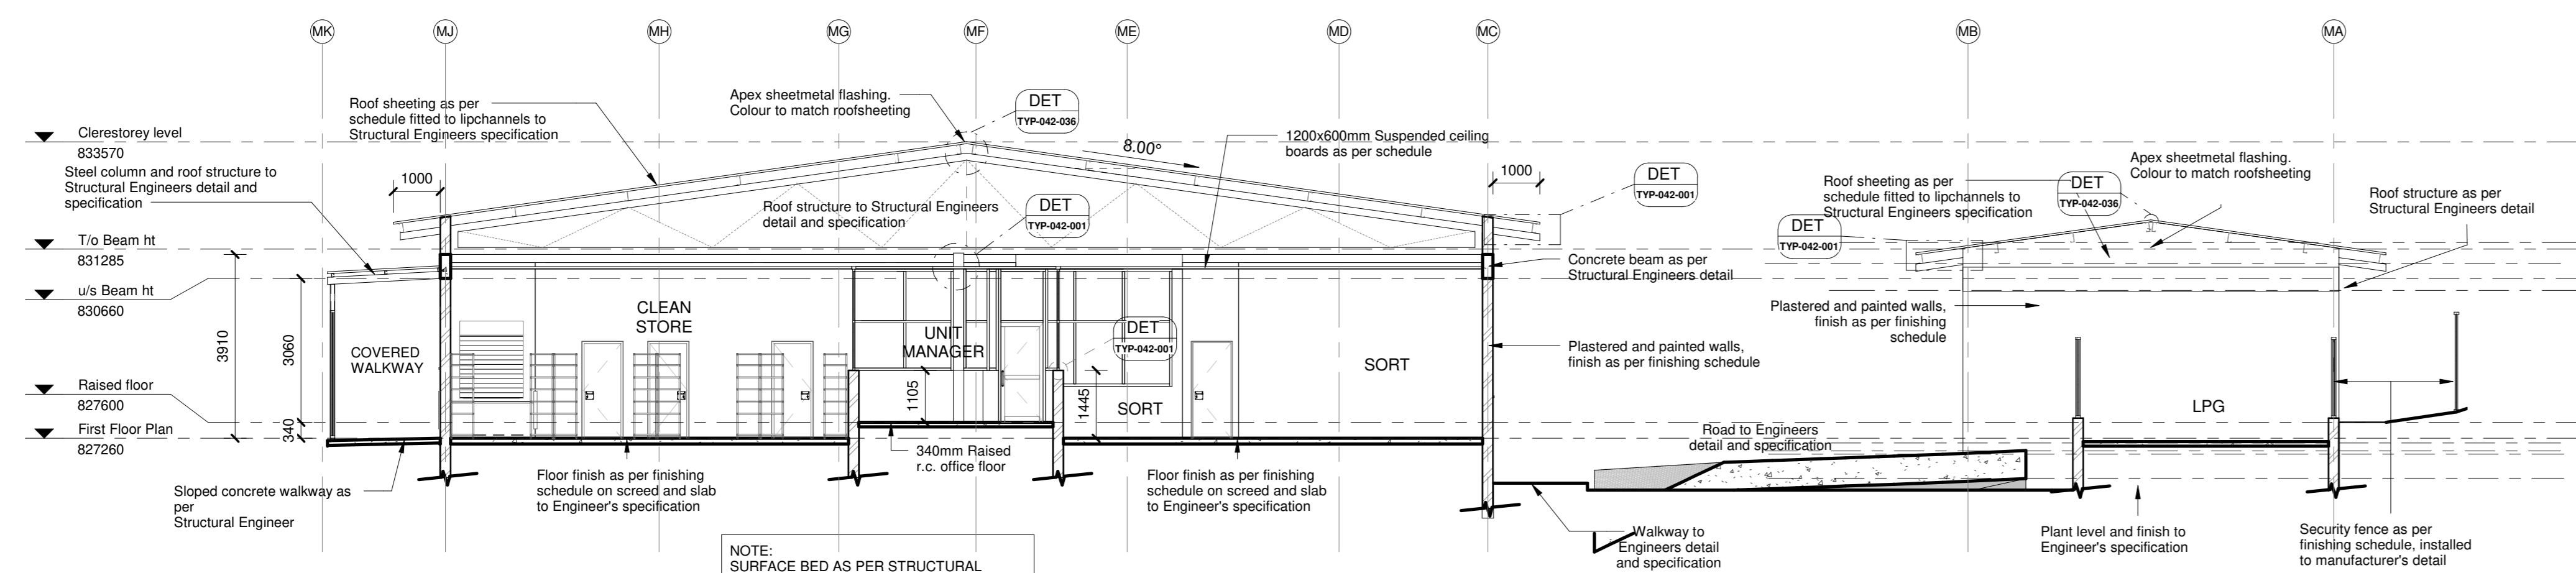 MK
MJ
MH
MG
MF
ME
MD
MC
MB
MA
Clerestorey level
833570
Steel column and roof structure to
Structural Engineers detail and
specification
T/o Beam ht
831285
u/s Beam ht
830660
Raised floor
827600
First Floor Plan
827260
3910
3060
340
1000
Roof sheeting as per
schedule fitted to lipchannels to
Structural Engineers specification
Apex sheetmetal flashing.
Colour to match roofsheeting
DET
TYP-042-036
8.00°
1200x600mm Suspended ceiling
boards as per schedule
1000
DET
TYP-042-001
Roof structure to Structural Engineers
detail and specification
DET
TYP-042-001
Concrete beam as per
Structural Engineers detail
COVERED
WALKWAY
CLEAN
STORE
UNIT
MANAGER
DET
TYP-042-001
1105
1445
SORT
SORT
Plastered and painted walls,
finish as per finishing schedule
Sloped concrete walkway as
per
Structural Engineer
Floor finish as per finishing
schedule on screed and slab
to Engineer's specification
340mm Raised
r.c. office floor
Floor finish as per finishing
schedule on screed and slab
to Engineer's specification
NOTE:
SURFACE BED AS PER STRUCTURAL
Walkway to
Engineers detail
and specification
Roof sheeting as per
schedule fitted to lipchannels to
Structural Engineers specification
DET
TYP-042-001
DET
TYP-042-036
Apex sheetmetal flashing.
Colour to match roofsheeting
Roof structure as per
Structural Engineers detail
Plastered and painted walls,
finish as per finishing
schedule
LPG
Road to Engineers
detail and specification
Plant level and finish to
Engineer's specification
Security fence as per
finishing schedule, installed
to manufacturer's detail